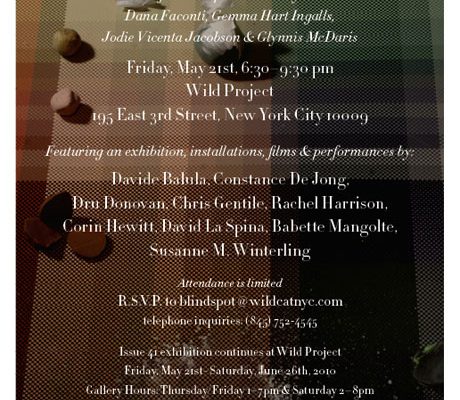 Dana Faconti, Gemma Hart Ingalls,
Jodie Vicenta Jacobson & Glynnis McDaris
Friday, May 21st, 6:30–9:30 pm
Wild Project
195 East 3rd Street, New York City 10009
Featuring an exhibition, installations, films & performances by:
Davide Balula, Constance De Jong,
Dru Donovan, Chris Gentile, Rachel Harrison,
Corin Hewitt, David La Spina, Babette Mangolte,
Susanne M. Winterling
Attendance is limited
R.S.V.P. to blindspot@wildcatnyc.com
telephone inquiries: (845) 752-4545
Issue 41 exhibition continues at Wild Project
Friday, May 21st–Saturday, June 26th, 2010
Gallery Hours: Thursday/Friday 1–7pm & Saturday 2–8pm